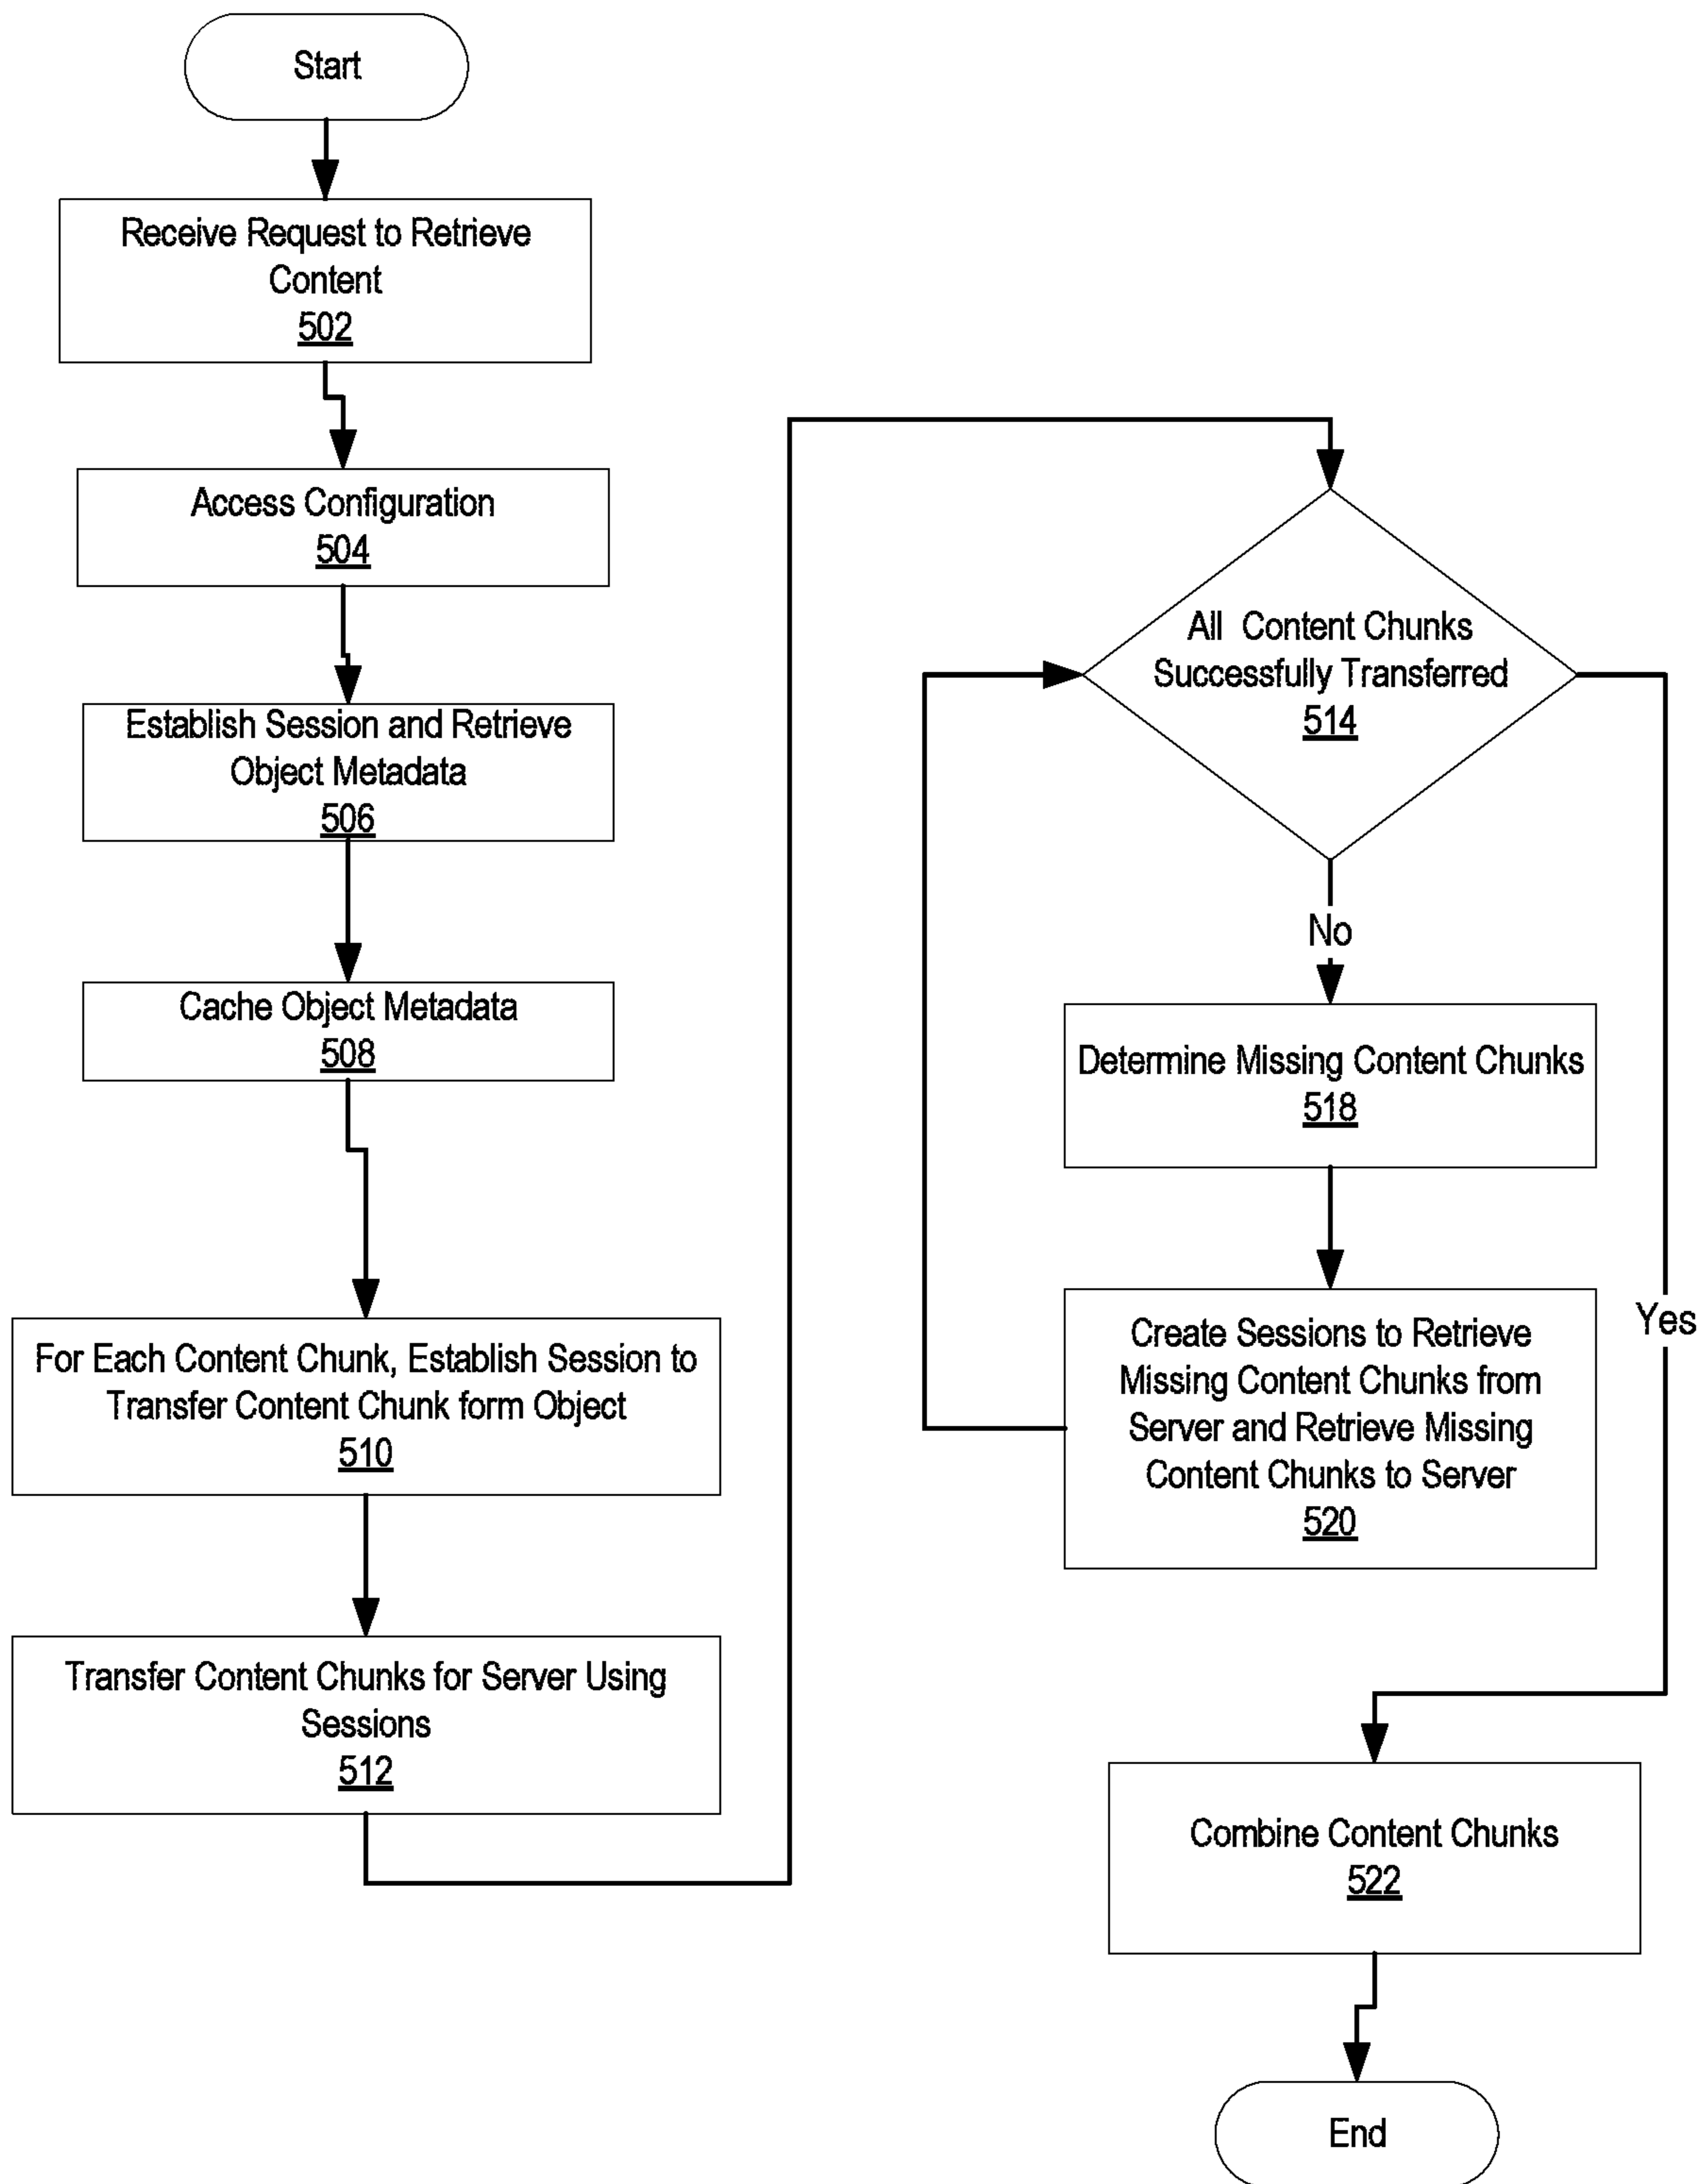 Start
Receive Request to Retrieve
Content
502
Access Configuration
504
Establish Session and Retrieve
Object Metadata
506
Cache Object Metadata
508
For Each Content Chunk, Establish Session to
Transfer Content Chunk form Object
510
Transfer Content Chunks for Server Using
Sessions
512
All Content Chunks
Successfully Transferred
514
No
Determine Missing Content Chunks
518
Create Sessions to Retrieve
Missing Content Chunks from
Server and Retrieve Missing
Content Chunks to Server
520
Yes
Combine Content Chunks
522
End